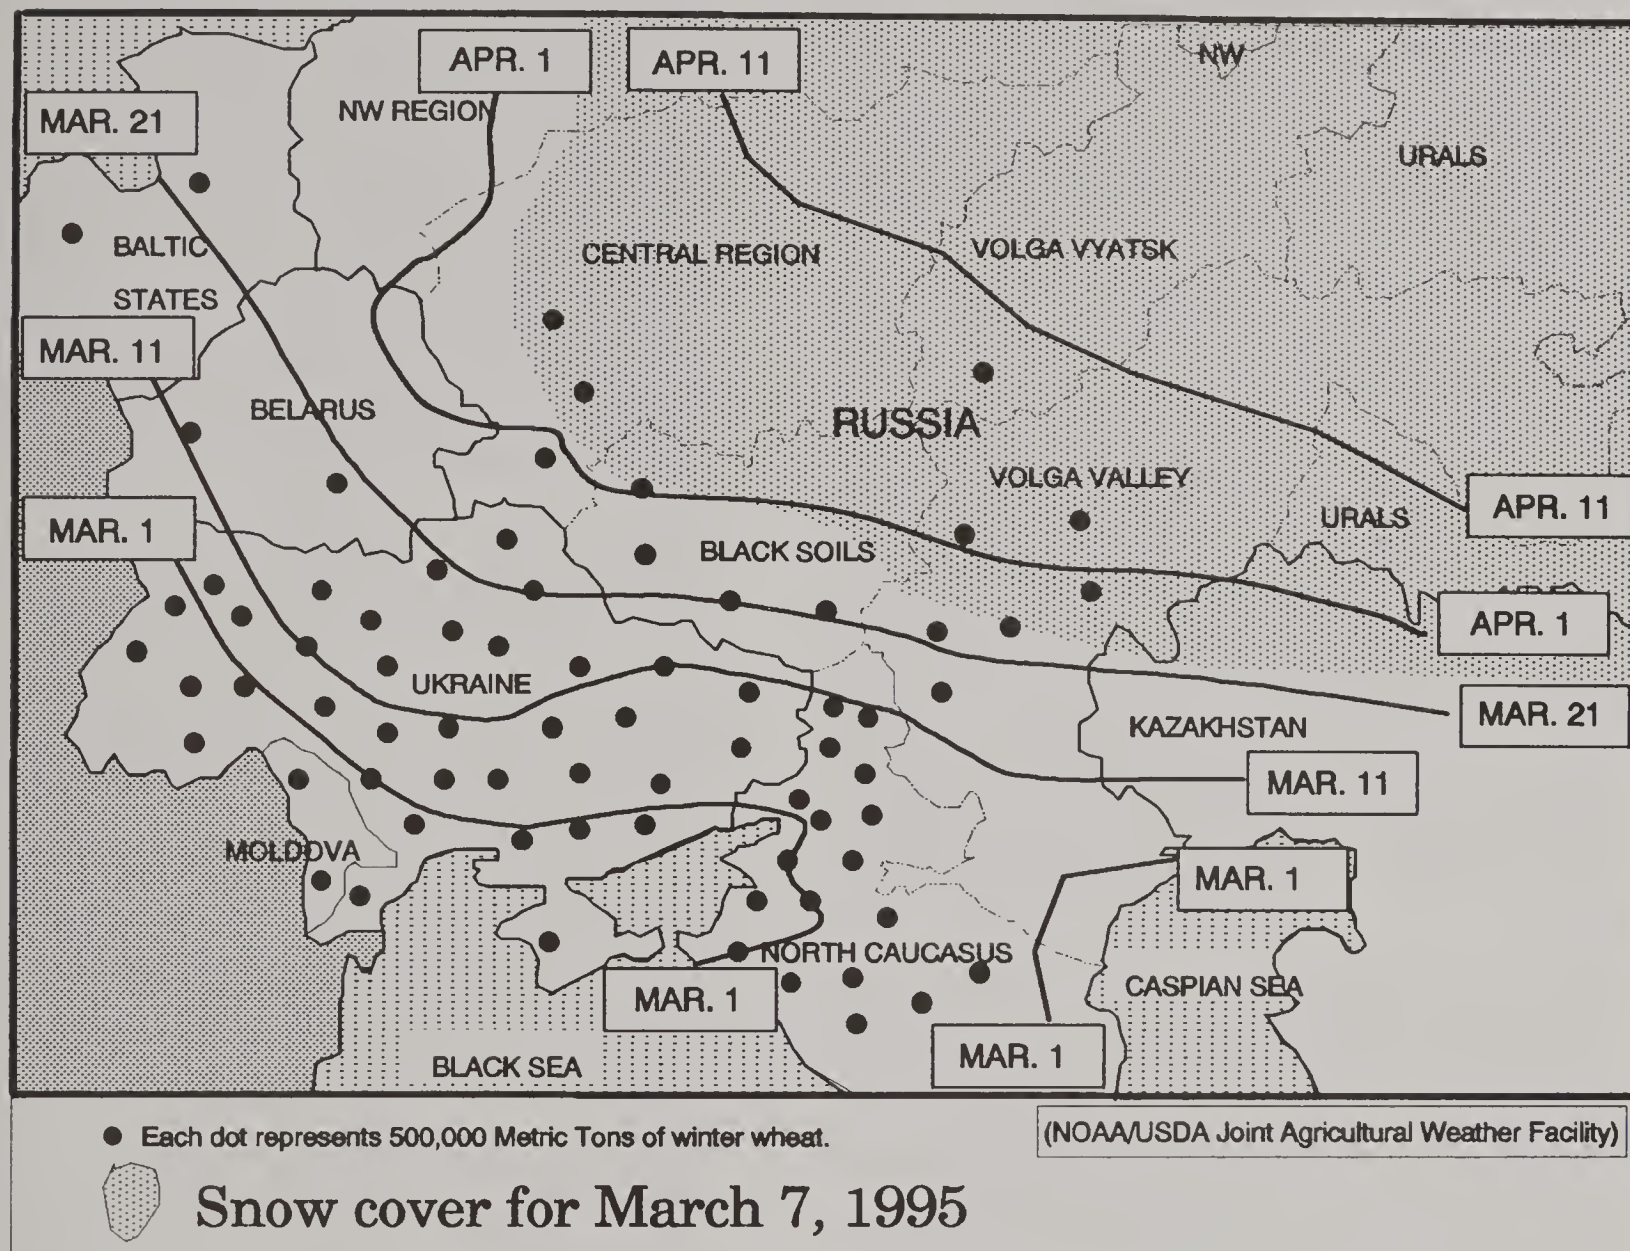 APR. 1
APR. 11
NW
NW REGION
MAR. 21
URALS
BALTIC
STATES
CENTRAL REGION
VOLGA VYATSK
MAR. 11
BELARUS
RUSSIA
VOLGA VALLEY
MAR. 1
URALS
APR. 11
BLACK SOILS
APR. 1
UKRAINE
MAR. 21
KAZAKHSTAN
MAR. 11
MOLDOVA
MAR. 1
NORTH CAUCASUS
CASPIAN SEA
MAR. 1
MAR. 1
BLACK SEA
Each dot represents 500,000 Metric Tons of winter wheat.
(NOAA/USDA Joint Agricultural Weather Facility)
Snow cover for March 7, 1995